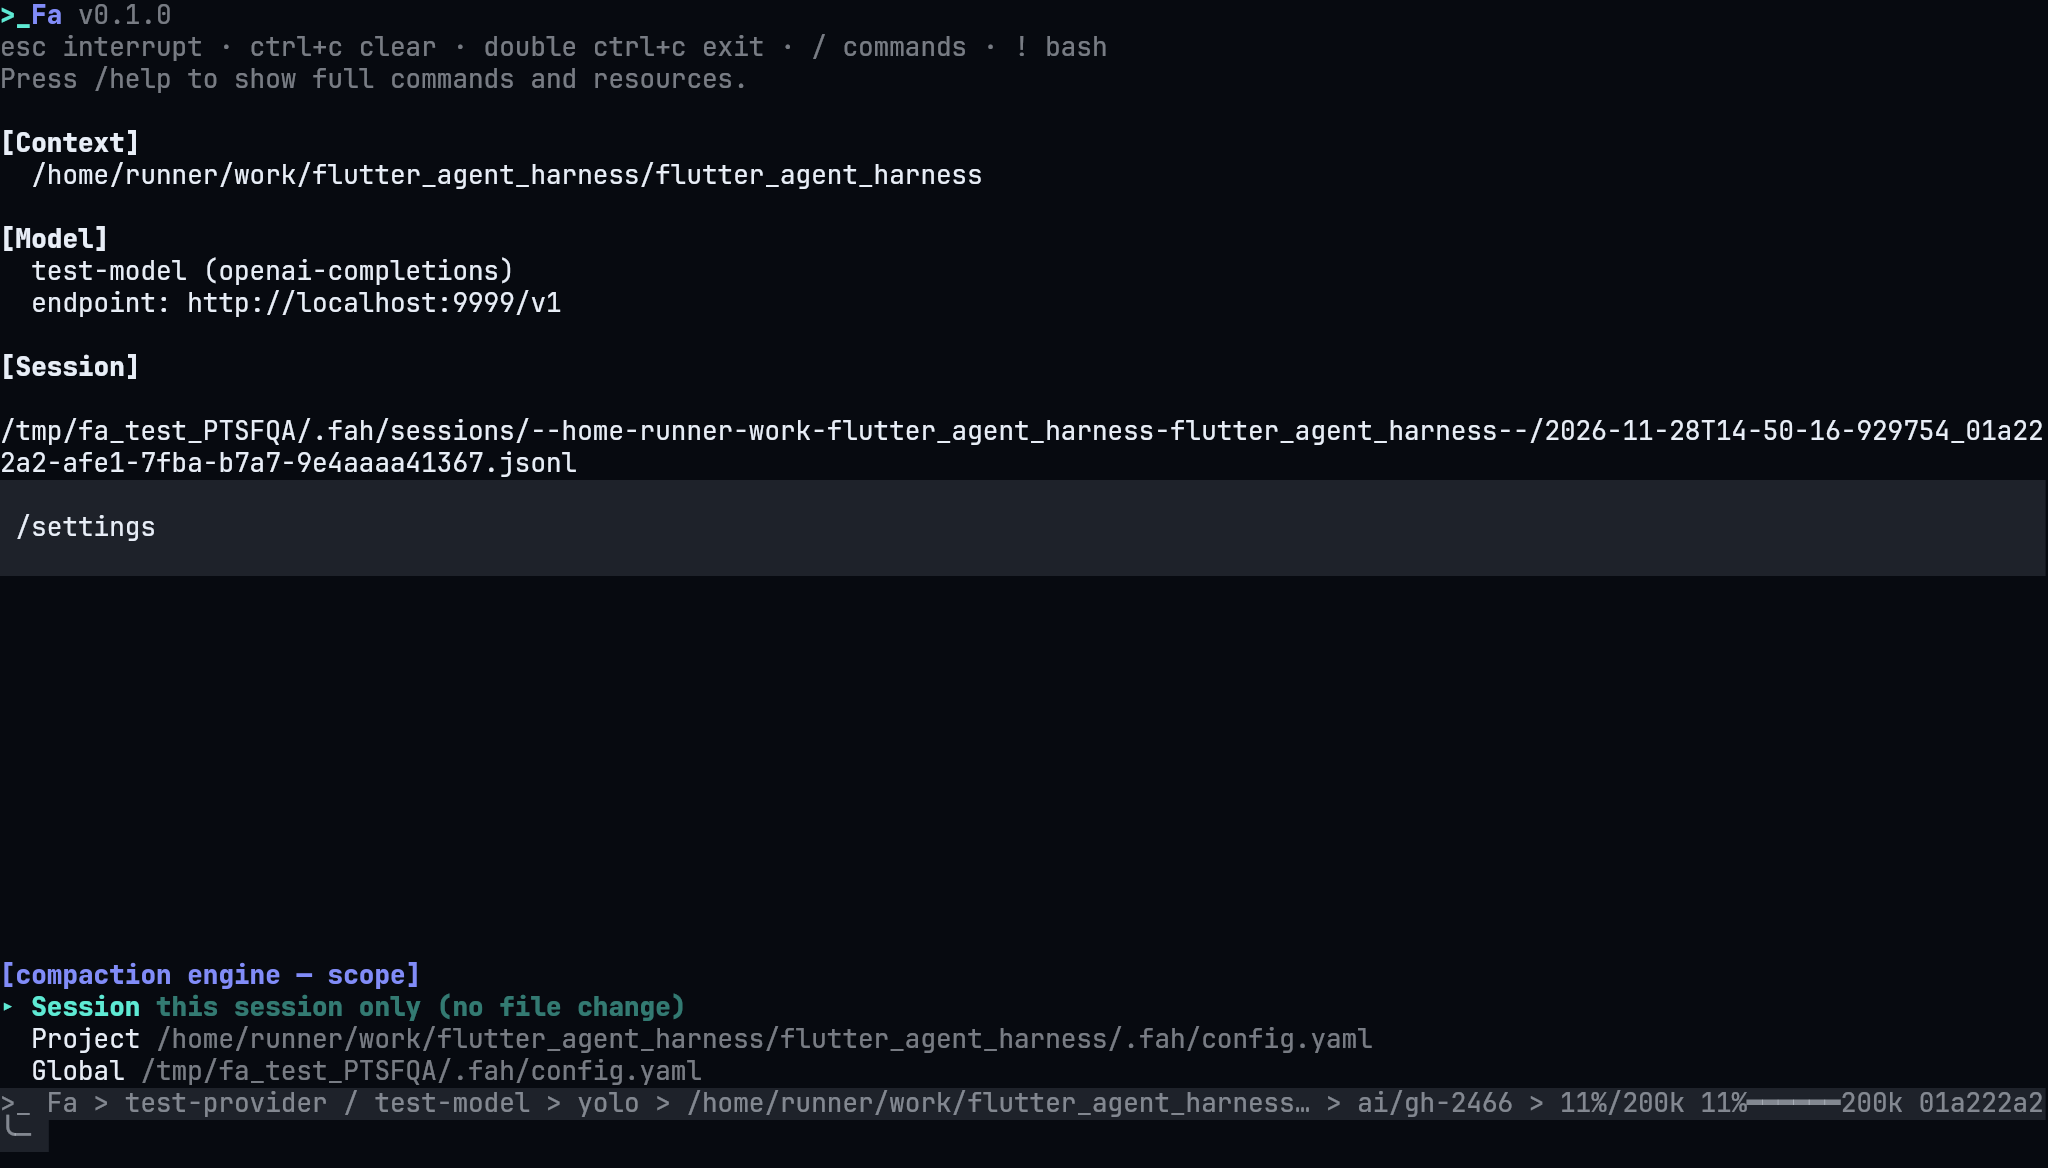 >_Fa v0.1.0
esc interrupt · ctrl+c clear · double ctrl+c exit · / commands · ! bash
Press /help to show full commands and resources.
[Context]
/home/runner/work/flutter_agent_harness/flutter_agent_harness
[Model]
test-model (openai-completions)
endpoint: http://localhost:9999/v1
[Session]
/tmp/fa_test_PTSFQA/.fah/sessions/--home-runner-work-flutter_agent_harness-flutter_agent_harness--/2026-11-28T14-50-16-929754_01a22
2a2-afe1-7fba-b7a7-9e4aaaa41367.jsonl
/settings
[compaction engine — scope]
▸ Session this session only (no file change)
Project /home/runner/work/flutter_agent_harness/flutter_agent_harness/.fah/config.yaml
Global /tmp/fa_test_PTSFQA/.fah/config.yaml
>_ Fa > test-provider / test-model > yolo > /home/runner/work/flutter_agent_harness… > ai/gh-2466 > 11%/200k 11%━━━━━━200k 01a222a2
╰─